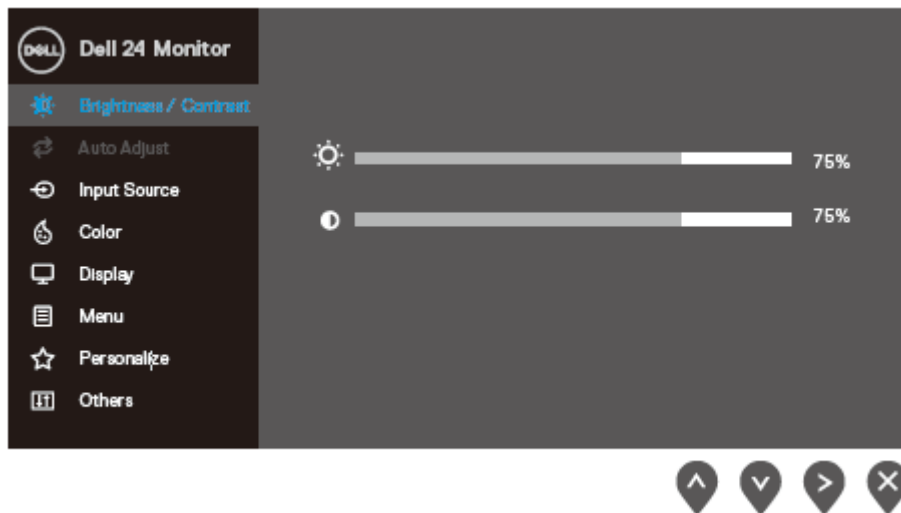 DELL Dell 24 Monitor
Brightness / Contrast
Auto Adjust
Input Source
Color
Display
Menu
Personalize
Others
75%
75%